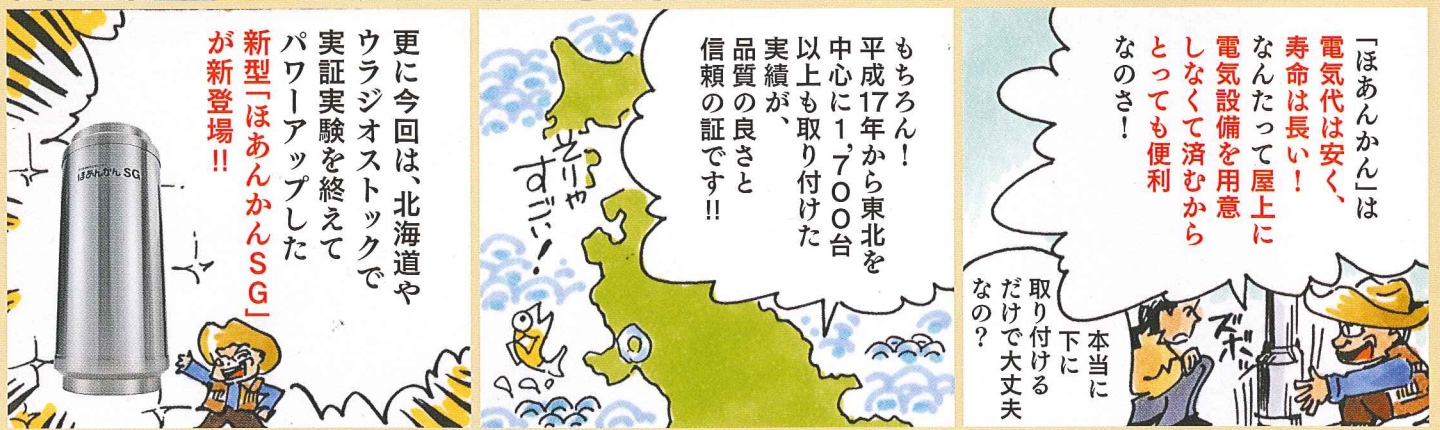 「ほあんかん」は
電気代は安く、
寿命は長い！
なんたって屋上に
電気設備を用意
しなくて済むから
とっても便利
なのさ！
ズボッ
本当に
下に
取り付ける
だけで大丈夫
なの？
もちろん！
平成17年から東北を
中心に1,700台
以上も取り付けた
実績が、
品質の良さと
信頼の証です!!
そりゃ
すごい！
更に今回は、北海道や
ウラジオストックで
実証実験を終えて
パワーアップした
新型「ほあんかんSG」
が新登場!!
ほあんかん SG